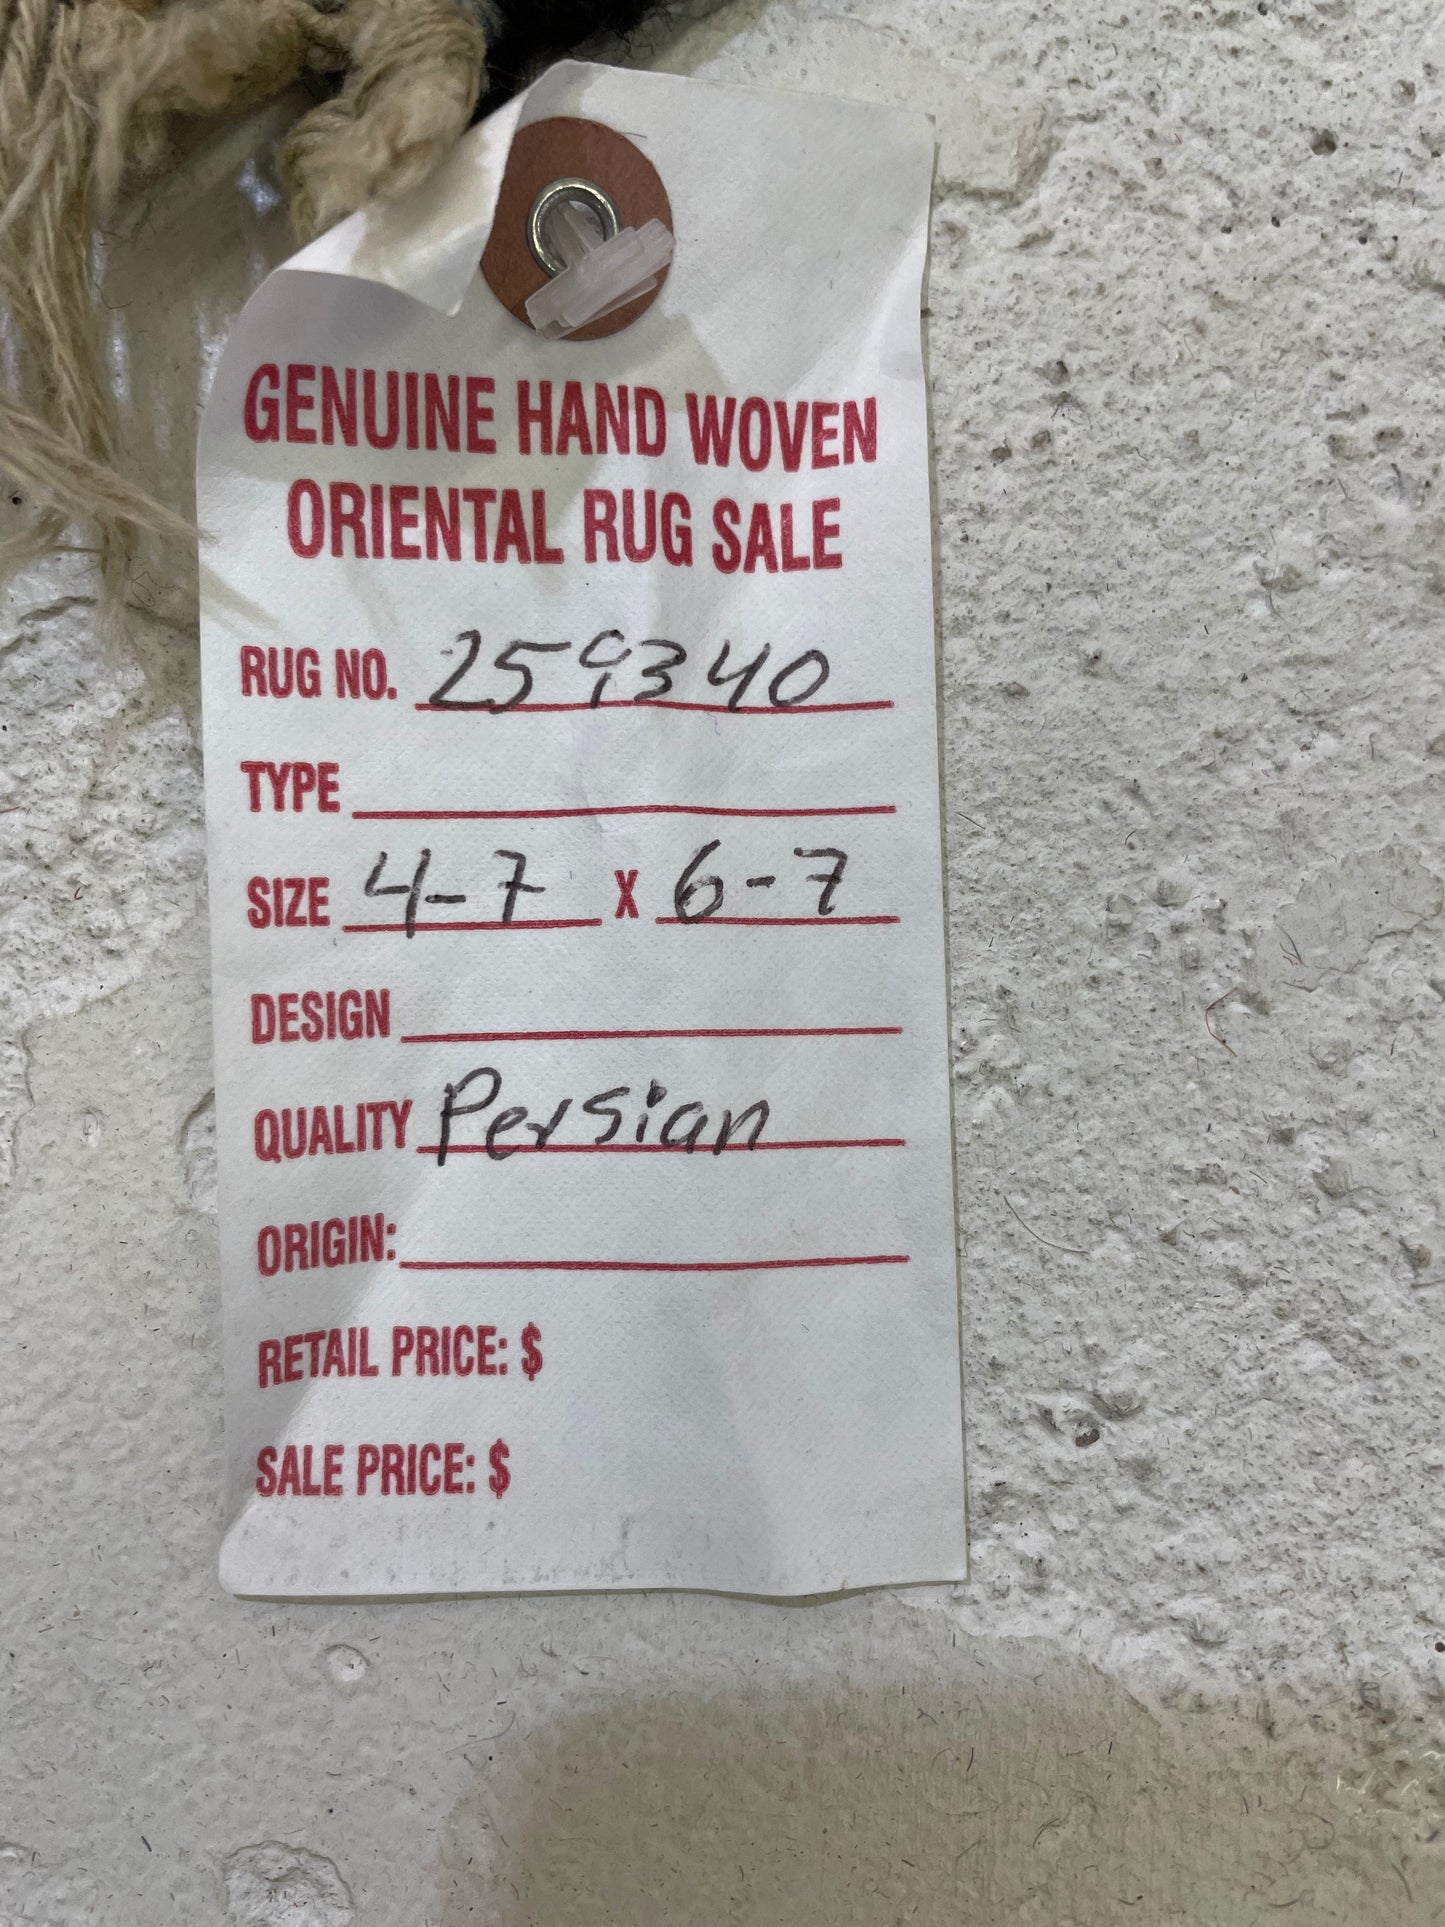 GENUINE HAND WOVEN
ORIENTAL RUG SALE
RUG NO. 259340
TYPE
SIZE 4-7 X 6-7
DESIGN
QUALITY Persian
ORIGIN:
RETAIL PRICE: $
SALE PRICE: $